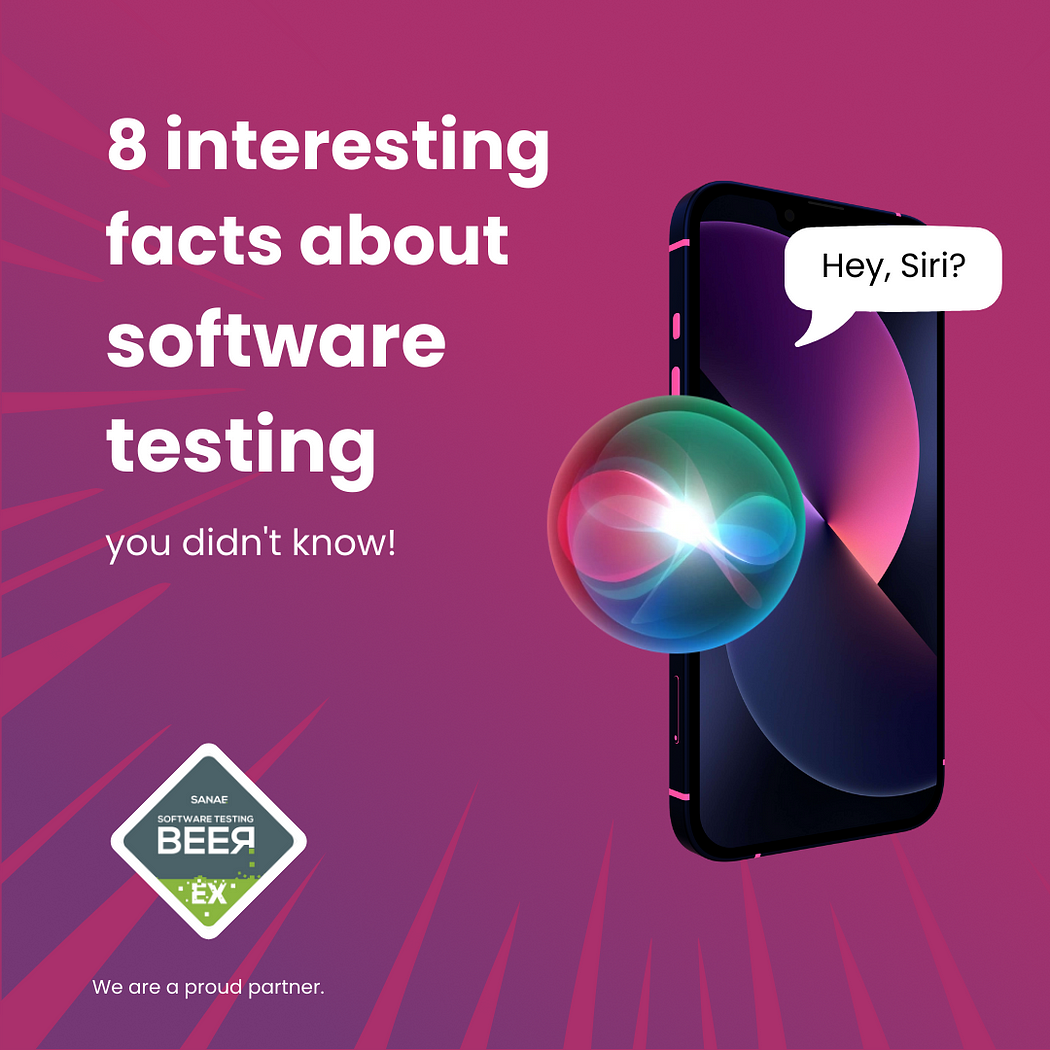 8 interesting
facts about
software
testing
you didn't know!
Hey, Siri?
SANAE
SOFTWARE TESTING
BEEЯ
EX
We are a proud partner.